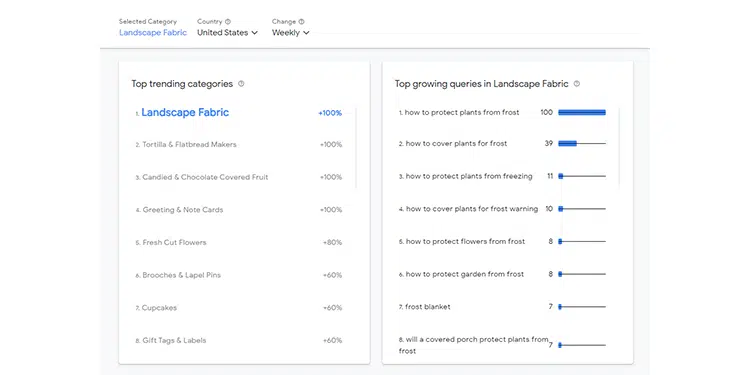 Selected Category
Country
Change
Landscape Fabric
United States
Weekly
Top trending categories
1. Landscape Fabric +100%
2. Tortilla & Flatbread Makers +100%
3. Candied & Chocolate Covered Fruit +100%
4. Greeting & Note Cards +100%
5. Fresh Cut Flowers +80%
6. Brooches & Lapel Pins +60%
7. Cupcakes +60%
8. Gift Tags & Labels +60%
Top growing queries in Landscape Fabric
1. how to protect plants from frost 100
2. how to cover plants for frost 39
3. how to protect plants from freezing 11
4. how to cover plants for frost warning 10
5. how to protect flowers from frost 8
6. how to protect garden from frost 8
7. frost blanket 7
8. will a covered porch protect plants from
frost 7